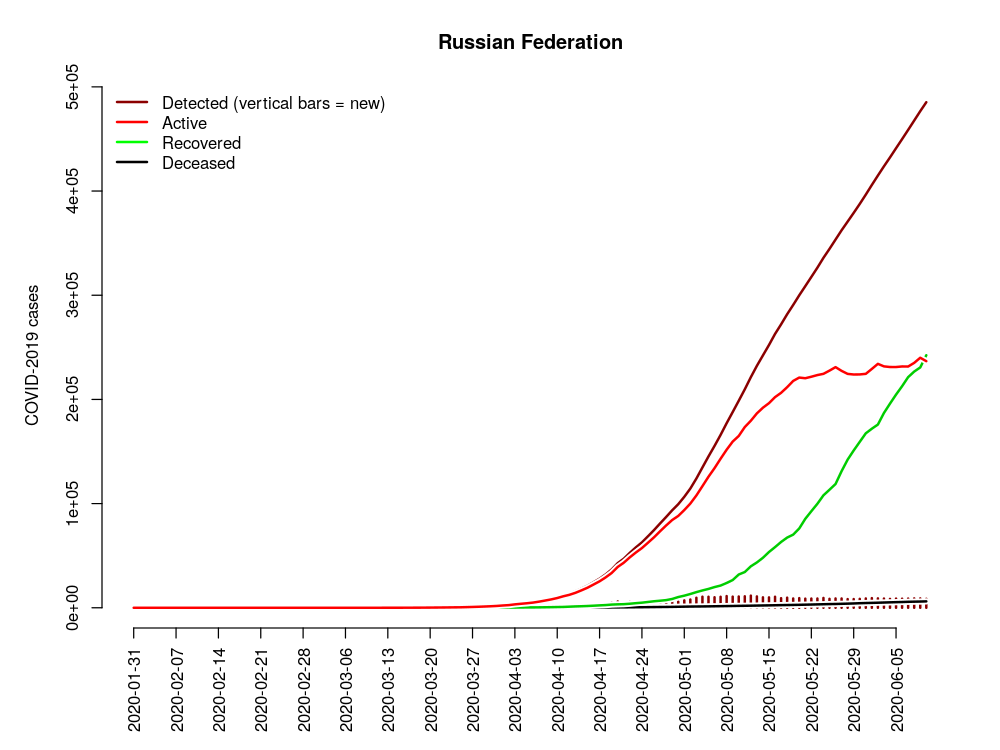 Russian Federation
Detected (vertical bars = new)
Active
Recovered
Deceased
COVID-2019 cases
5e+05
4e+05
3e+05
2e+05
1e+05
0e+00
2020-01-31
2020-02-07
2020-02-14
2020-02-21
2020-02-28
2020-03-06
2020-03-13
2020-03-20
2020-03-27
2020-04-03
2020-04-10
2020-04-17
2020-04-24
2020-05-01
2020-05-08
2020-05-15
2020-05-22
2020-05-29
2020-06-05